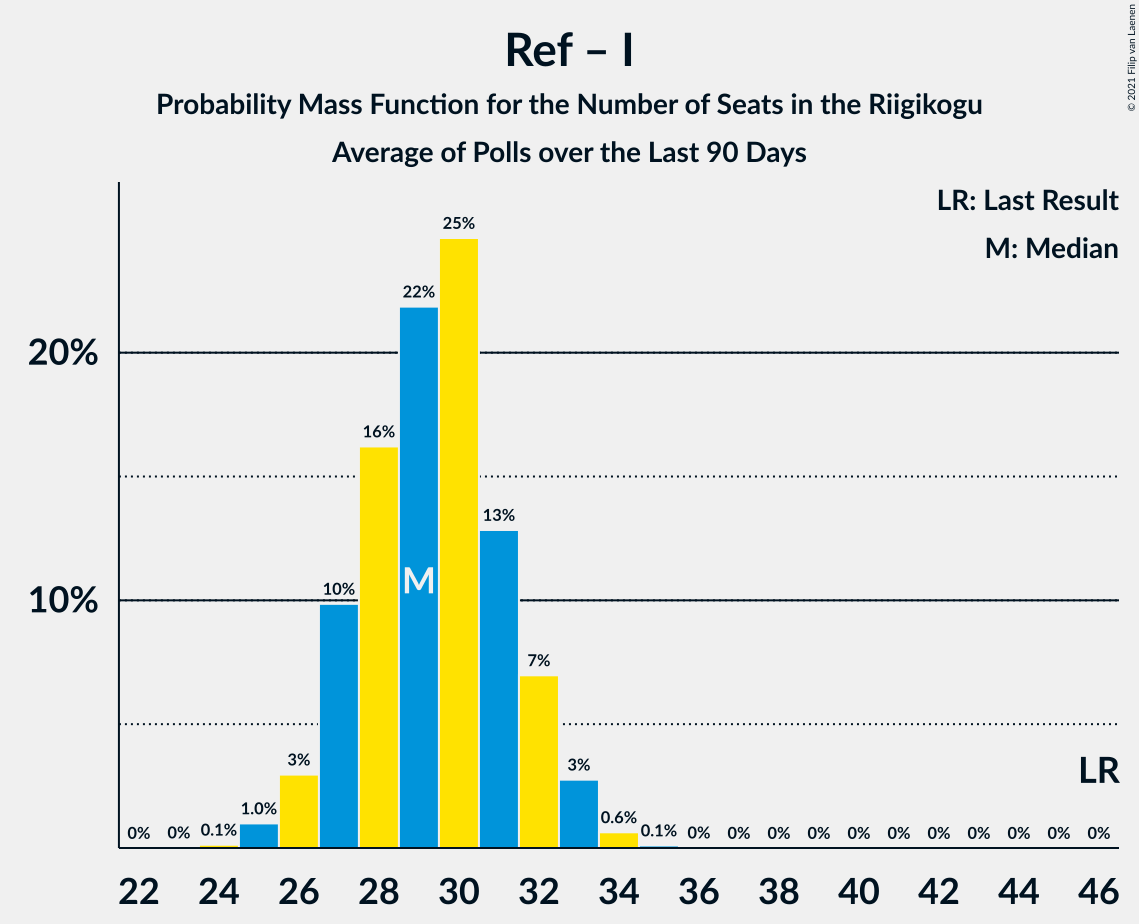 Ref – I
Probability Mass Function for the Number of Seats in the Riigikogu
Average of Polls over the Last 90 Days
© 2021 Filip van Laenen
LR: Last Result
M: Median
25%
22%
20%
16%
13%
10%
10%
M
7%
3%
3%
LR
1.0%
0.6%
0% 0% 0.1% 0.1% 0% 0% 0% 0% 0% 0% 0% 0% 0% 0% 0%
22 24 26 28 30 32 34 36 38 40 42 44 46